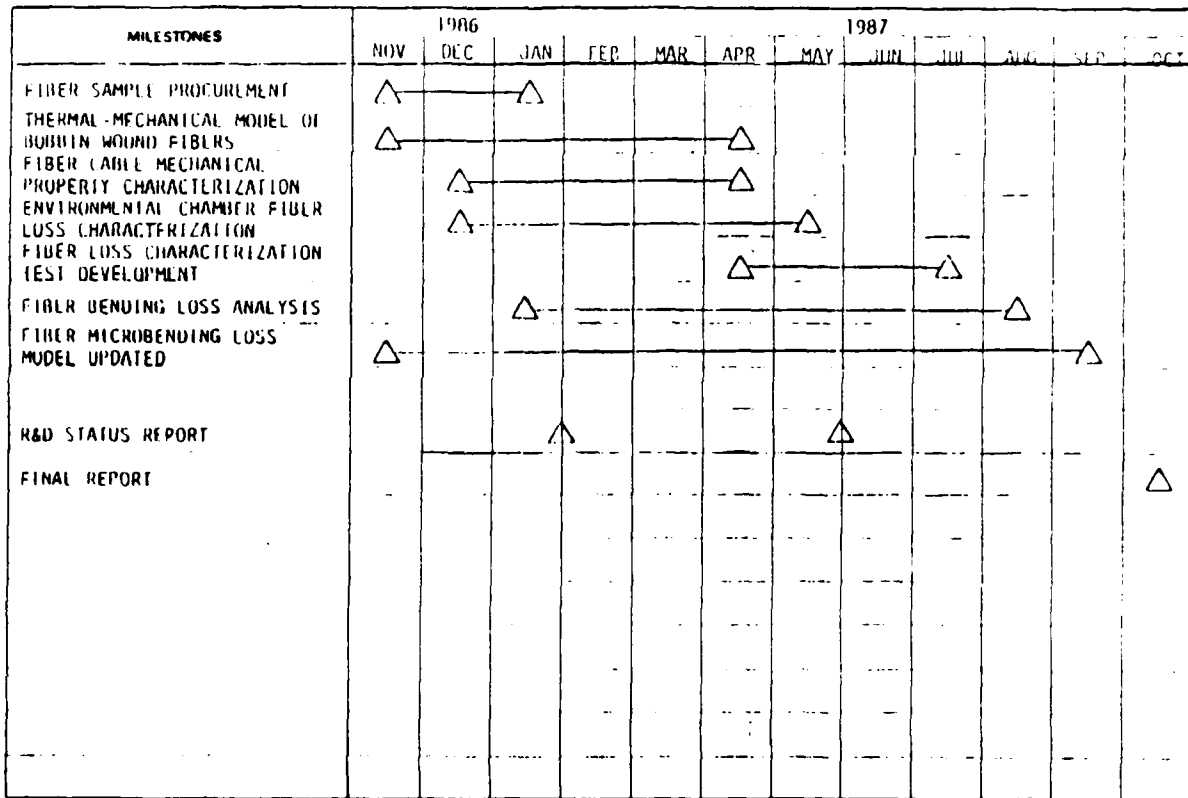 MILESTONES
1986 1987
NOV DEC JAN FEB MAR APR MAY JUN JUL AUG SEP OCT
FIBER SAMPLE PROCUREMENT
THERMAL-MECHANICAL MODEL OF
BOBBIN WOUND FIBERS
FIBER CABLE MECHANICAL
PROPERTY CHARACTERIZATION
ENVIRONMENTAL CHAMBER FIBER
LOSS CHARACTERIZATION
FIBER LOSS CHARACTERIZATION
TEST DEVELOPMENT
FIBER BENDING LOSS ANALYSIS
FIBER MICROBENDING LOSS
MODEL UPDATED
R&D STATUS REPORT
FINAL REPORT